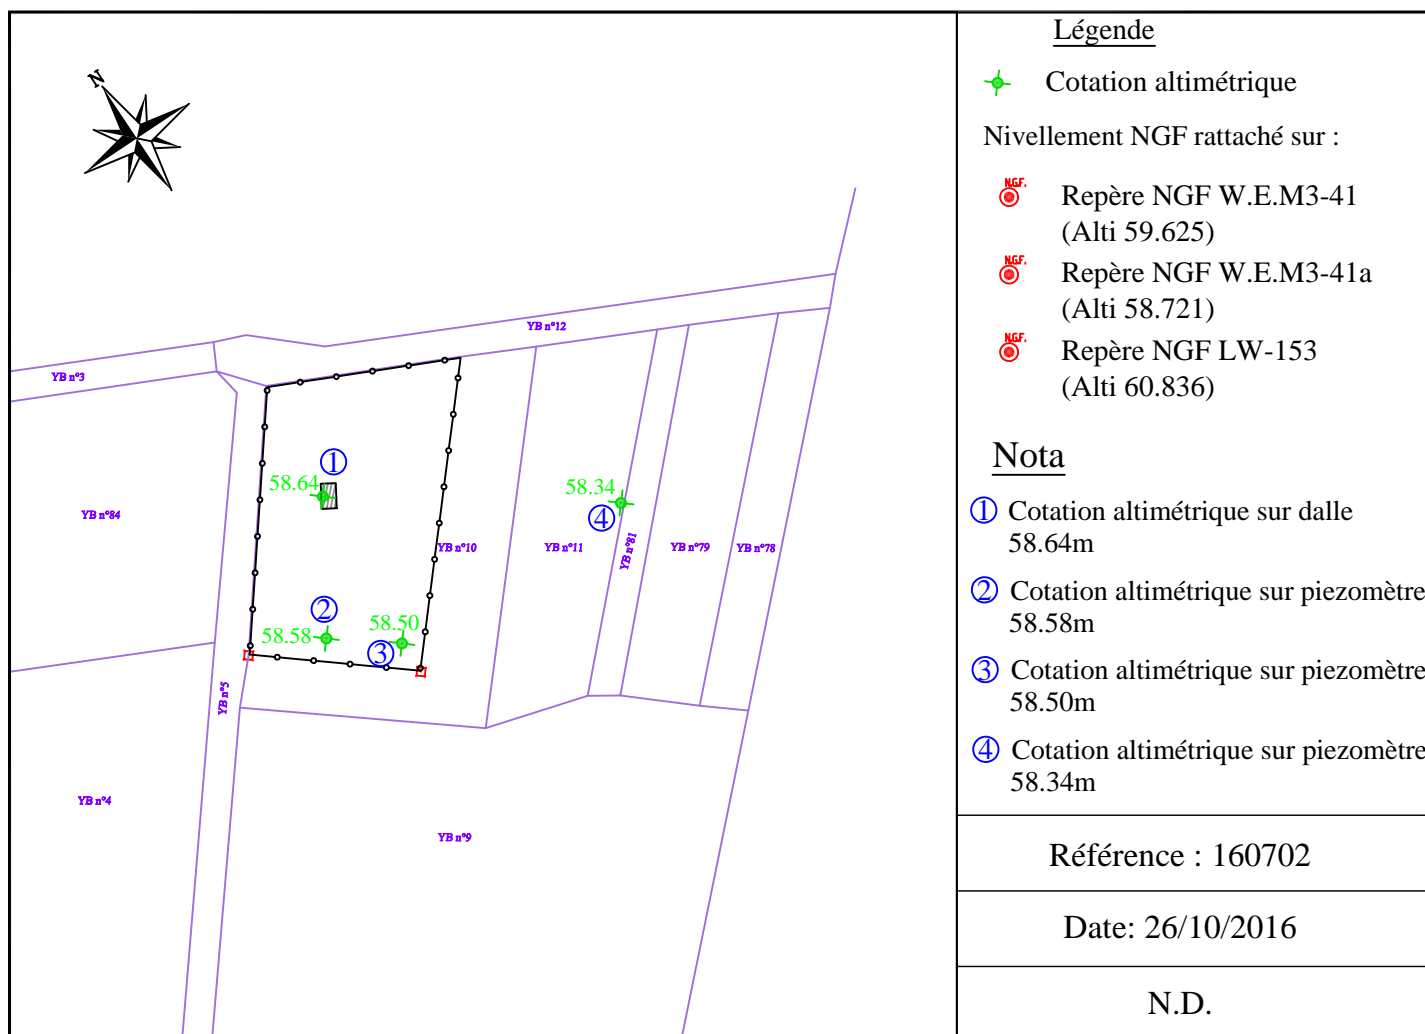 N
YB n°12
YB n°3
58.64
1
58.34
4
YB n°84
YB n°10
YB n°11
YB n°81
YB n°79
YB n°78
2
58.58
58.50
3
YB n°5
YB n°4
YB n°9
Légende
Cotation altimétrique
Nivellement NGF rattaché sur :
N.G.F.
Repère NGF W.E.M3-41
(Alti 59.625)
N.G.F.
Repère NGF W.E.M3-41a
(Alti 58.721)
N.G.F.
Repère NGF LW-153
(Alti 60.836)
Nota
1 Cotation altimétrique sur dalle
58.64m
2 Cotation altimétrique sur piezomètre
58.58m
3 Cotation altimétrique sur piezomètre
58.50m
4 Cotation altimétrique sur piezomètre
58.34m
Référence : 160702
Date: 26/10/2016
N.D.